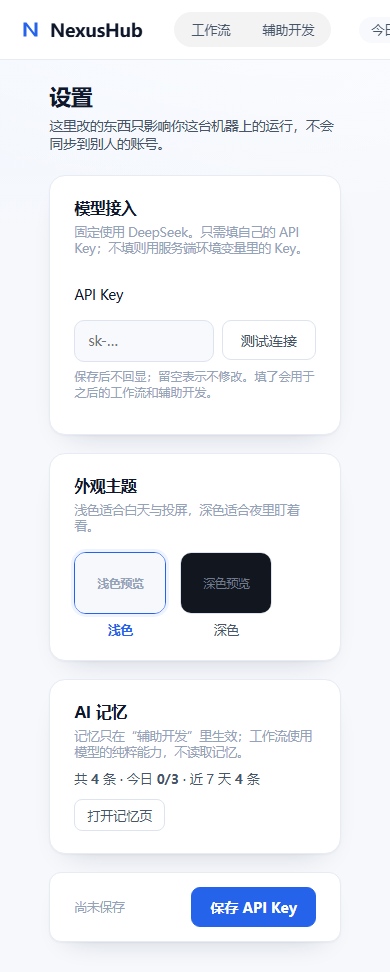 NexusHub
工作流
辅助开发
今日
设置
这里改的东西只影响你这台机器上的运行，不会
同步到别人的账号。
模型接入
固定使用 DeepSeek。只需填自己的 API
Key；不填则用服务端环境变量里的 Key。
API Key
sk-...
测试连接
保存后不回显；留空表示不修改。填了会用于
之后的工作流和辅助开发。
外观主题
浅色适合白天与投屏，深色适合夜里盯着
看。
浅色预览
深色预览
浅色
深色
AI 记忆
记忆只在“辅助开发”里生效；工作流使用
模型的纯粹能力，不读取记忆。
共 4 条 · 今日 0/3 · 近 7 天 4 条
打开记忆页
尚未保存
保存 API Key